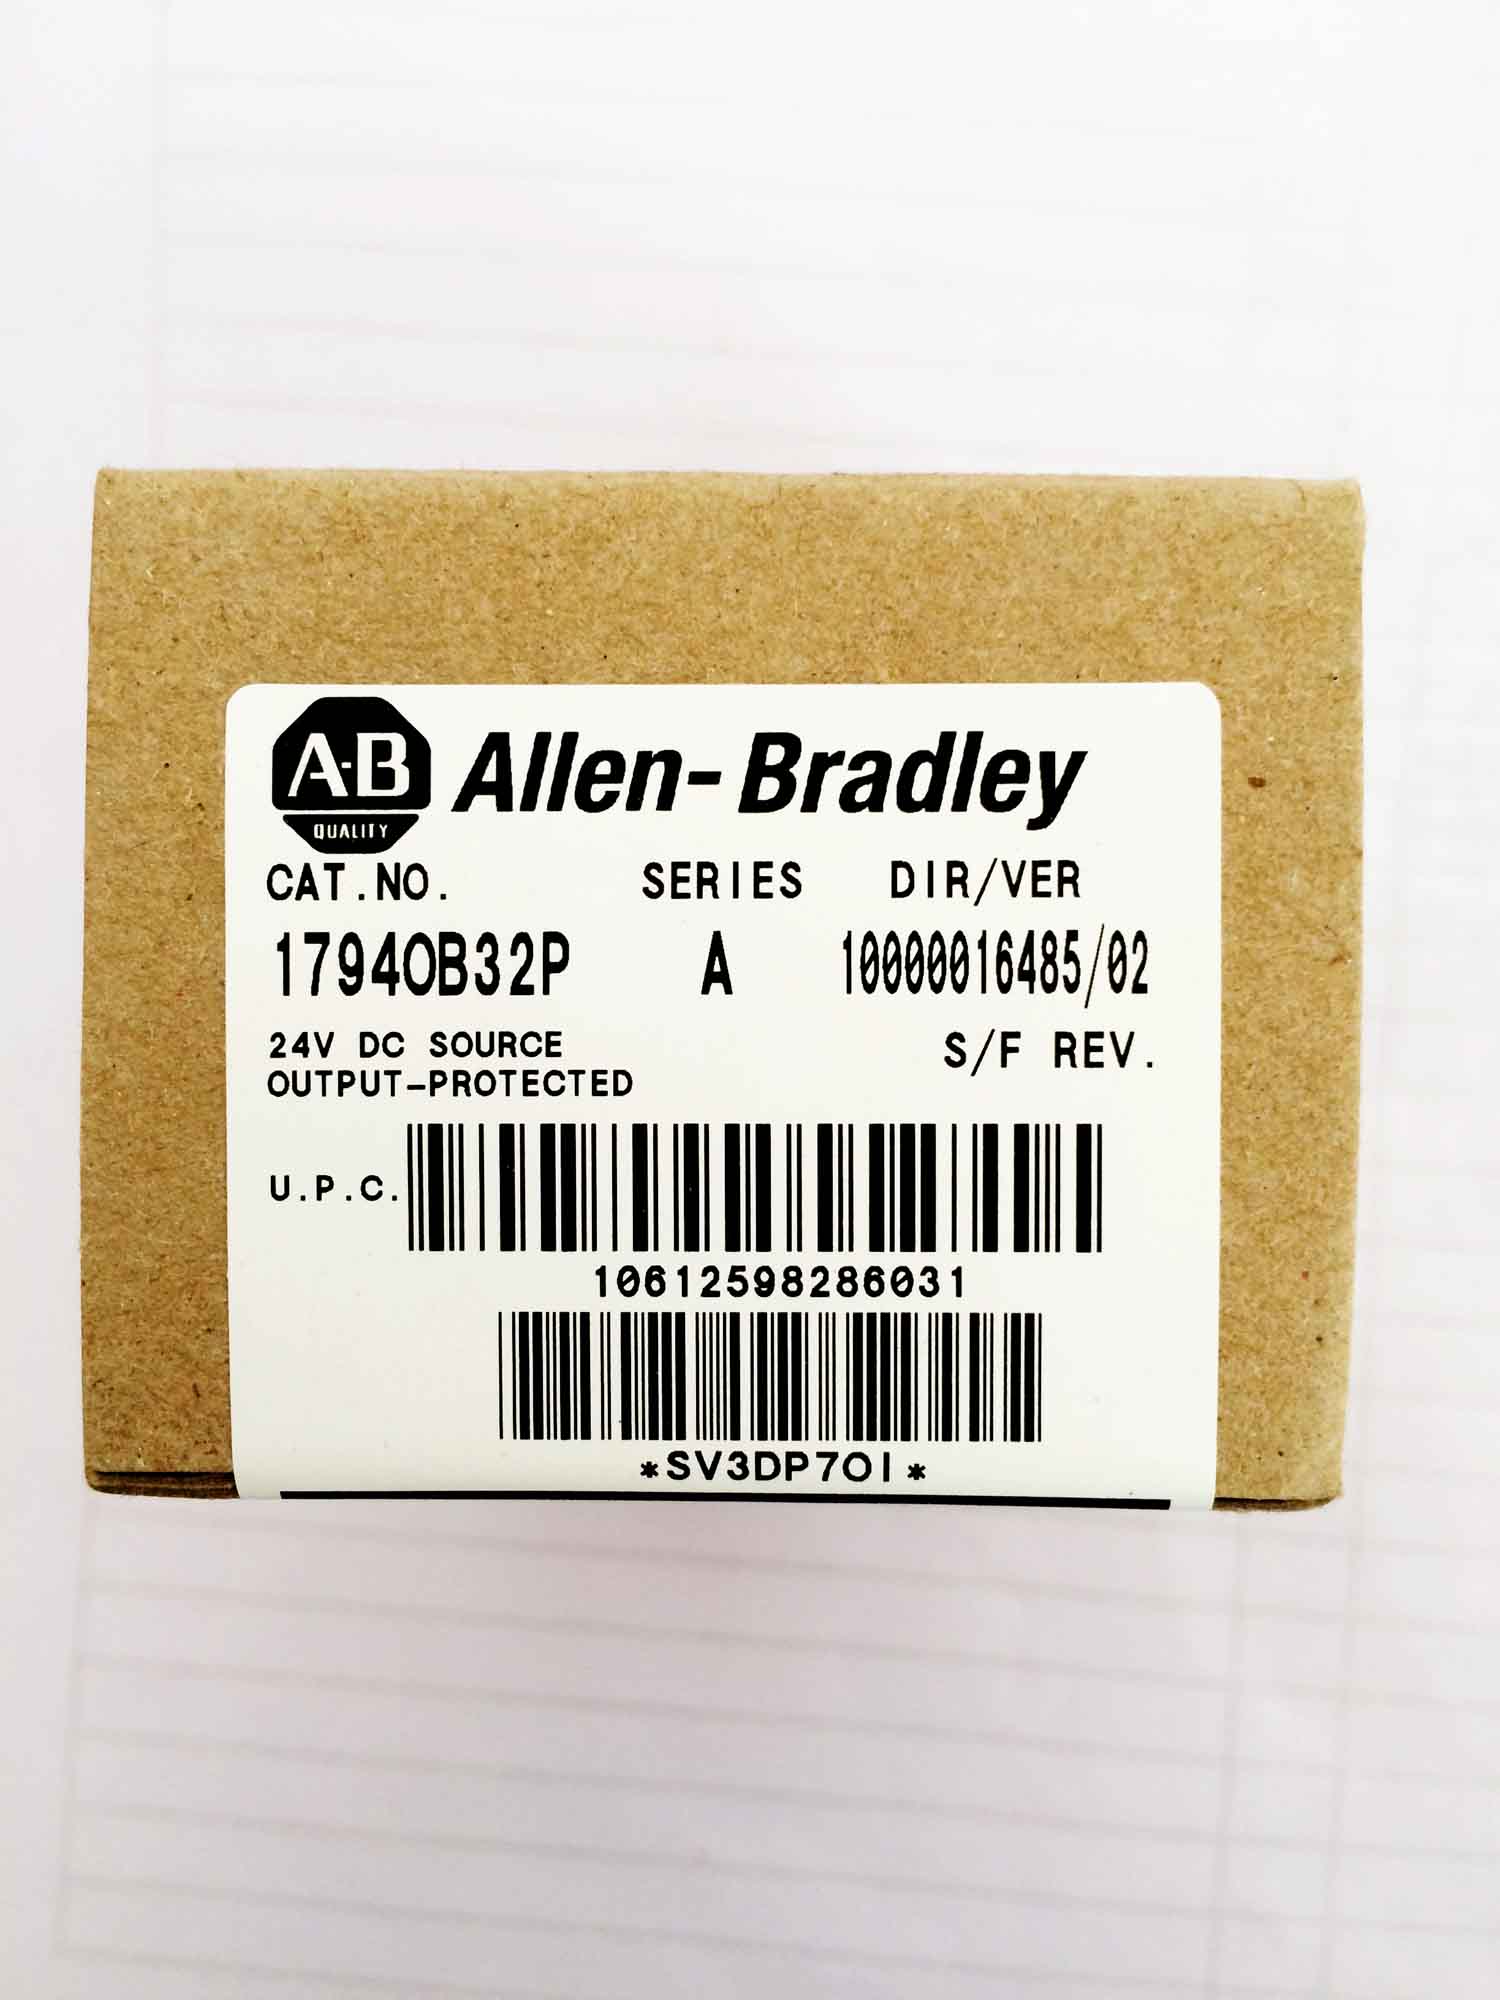 A-B
QUALITY
Allen-Bradley
CAT.NO. SERIES DIR/VER
1794OB32P A 10000016485/02
24V DC SOURCE
OUTPUT-PROTECTED
S/F REV.
U.P.C.
10612598286031
*SV3DP7OI*